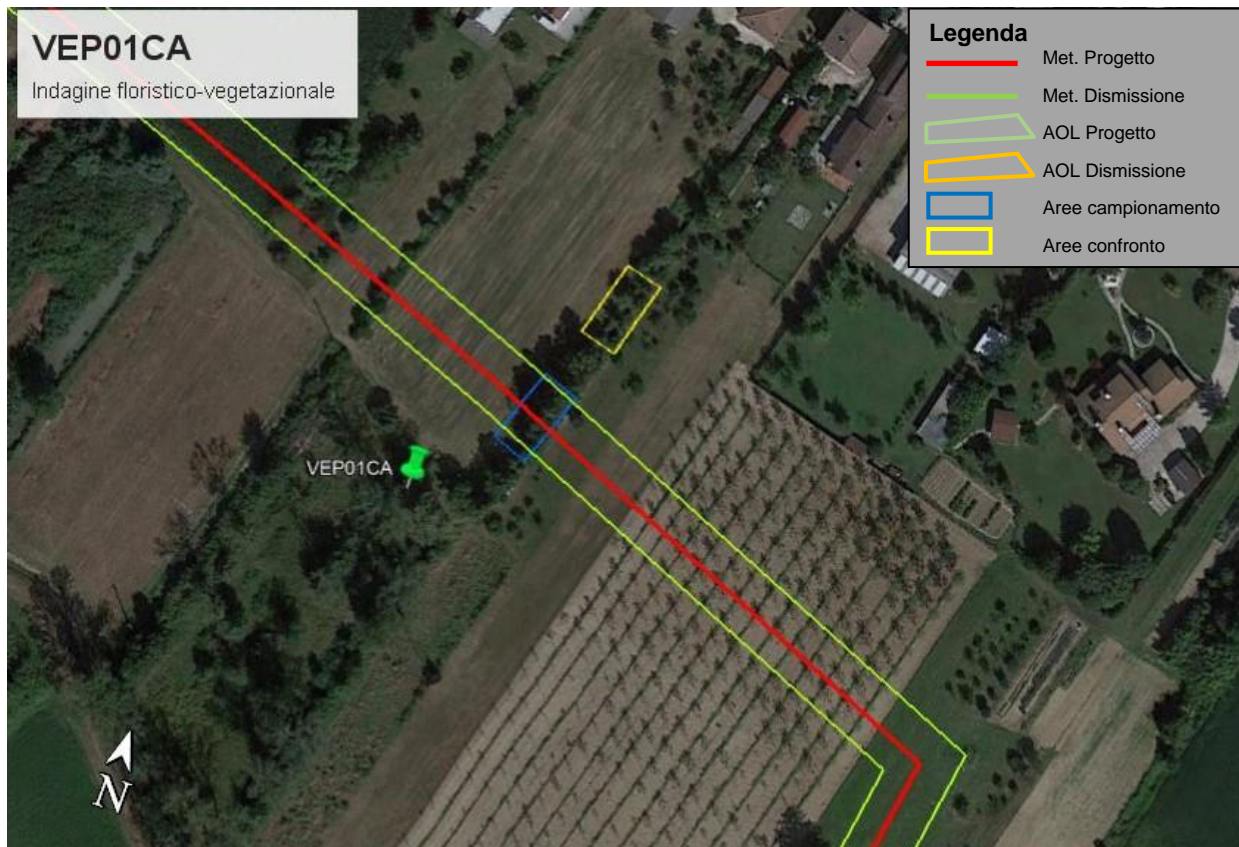 VEP01CA
Indagine floristico-vegetazionale
Legenda
Met. Progetto
Met. Dismissione
AOL Progetto
AOL Dismissione
Aree campionamento
Aree confronto
VEP01CA
N